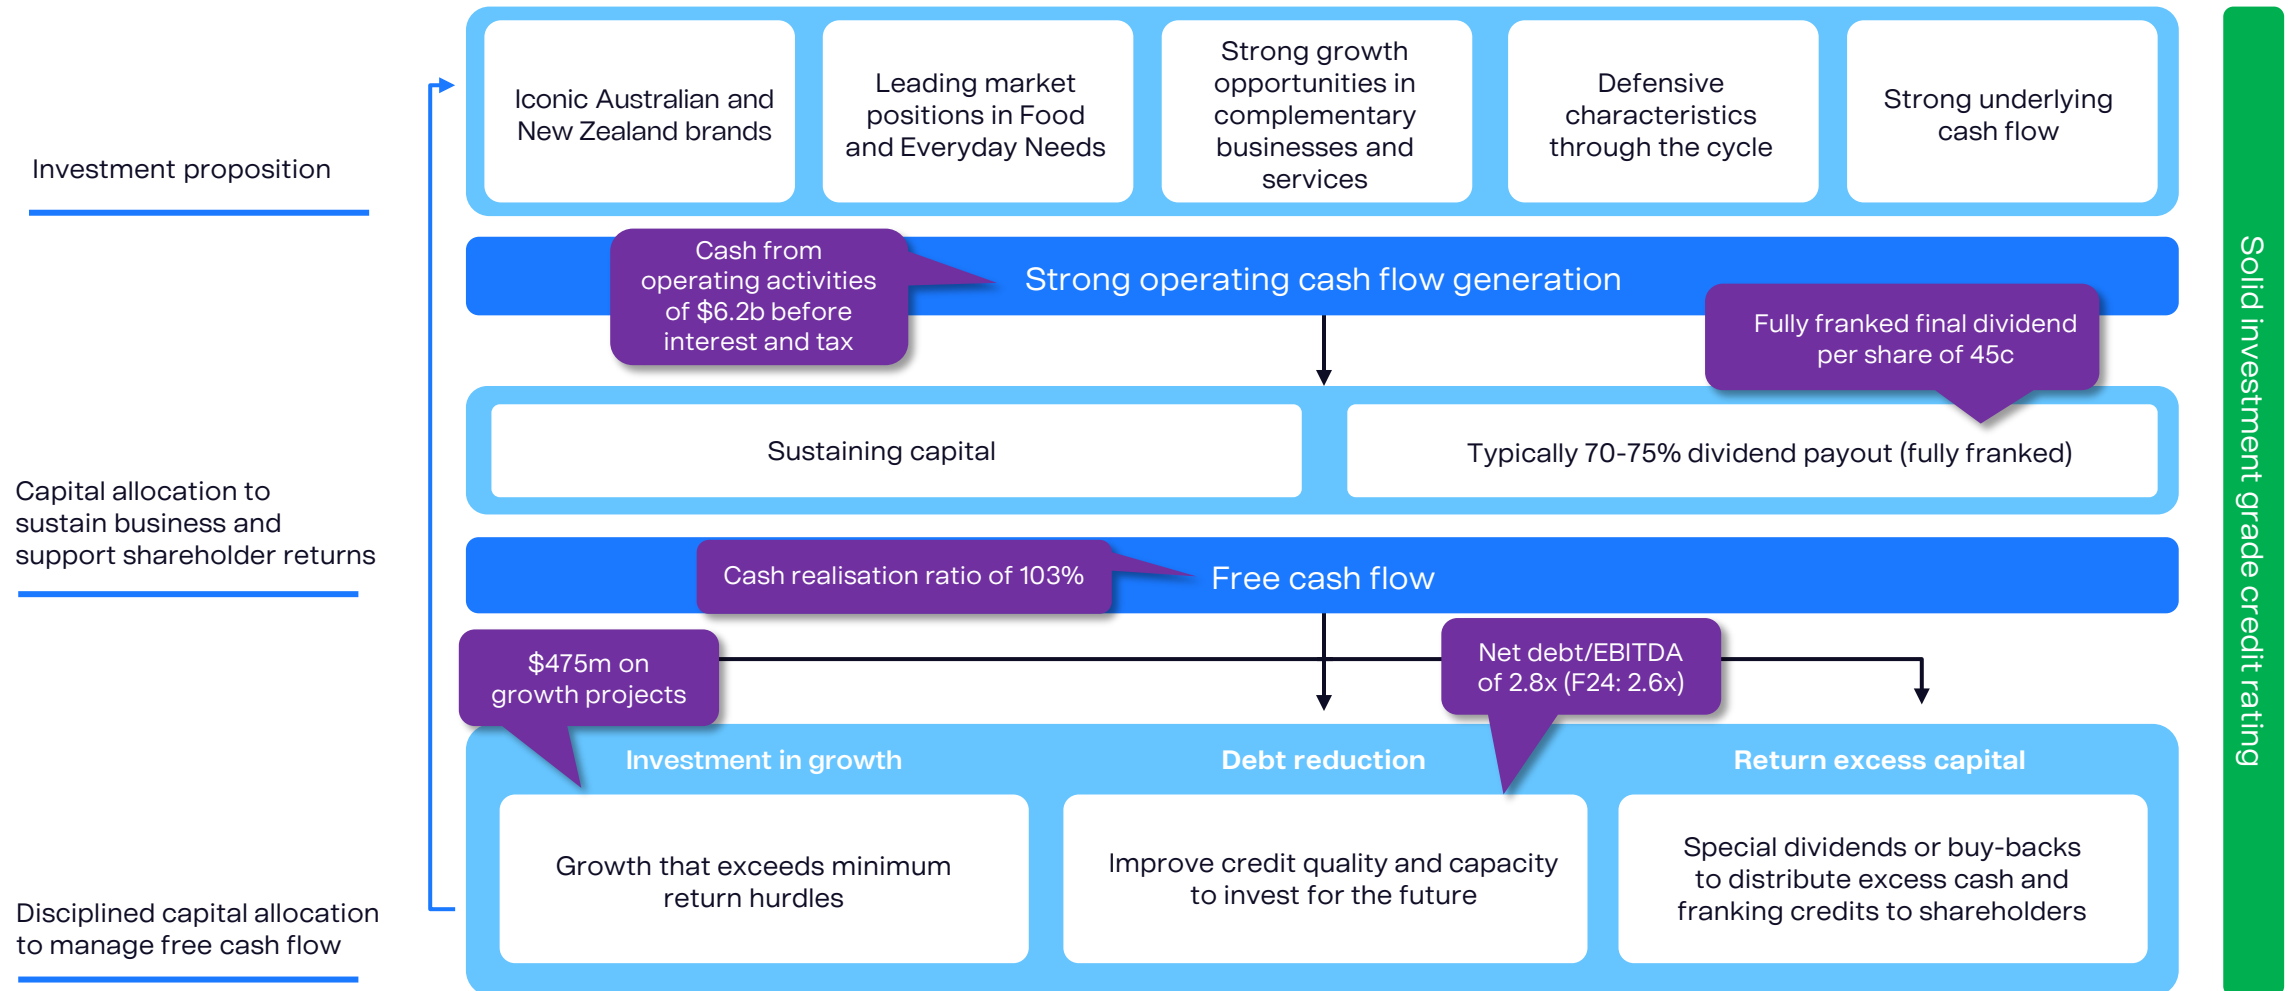 Investment proposition
Iconic Australian and
New Zealand brands
Leading market
positions in Food
and Everyday Needs
Strong growth
opportunities in
complementary
businesses and
services
Defensive
characteristics
through the cycle
Strong underlying
cash flow
Cash from
operating activities
of $6.2b before
interest and tax
Strong operating cash flow generation
Fully franked final dividend
per share of 45c
Capital allocation to
sustain business and
support shareholder returns
Sustaining capital
Typically 70-75% dividend payout (fully franked)
Cash realisation ratio of 103%
Free cash flow
$475m on
growth projects
Net debt/EBITDA
of 2.8x (F24: 2.6x)
Disciplined capital allocation
to manage free cash flow
Investment in growth
Growth that exceeds minimum
return hurdles
Debt reduction
Improve credit quality and capacity
to invest for the future
Return excess capital
Special dividends or buy-backs
to distribute excess cash and
franking credits to shareholders
Solid investment grade credit rating